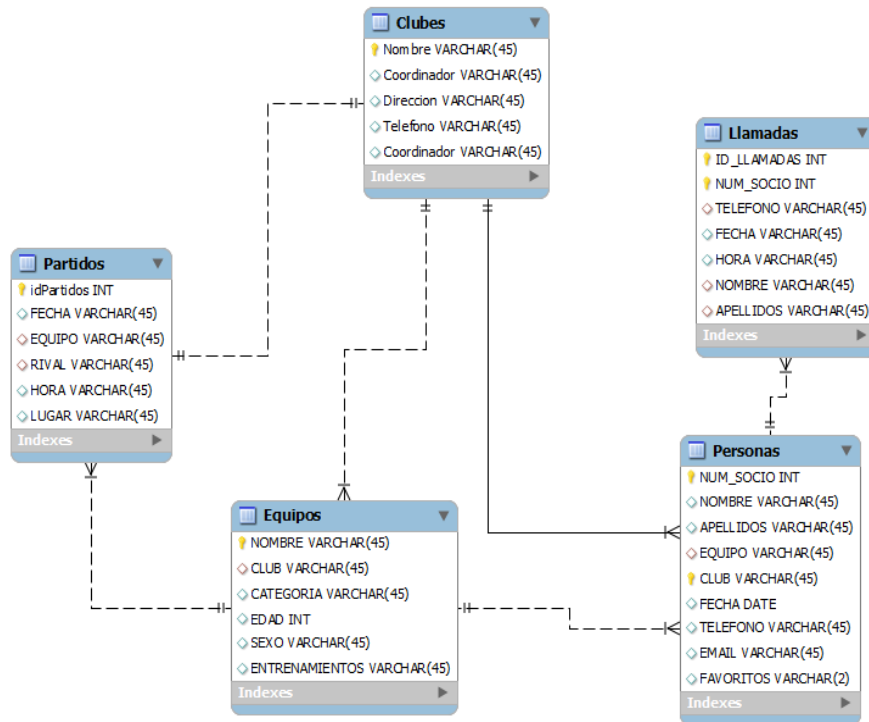 Clubes
Nombre VARCHAR(45)
Coordinador VARCHAR(45)
Direccion VARCHAR(45)
Telefono VARCHAR(45)
Coordinador VARCHAR(45)
Indexes
Llamadas
ID_LLAMADAS INT
NUM_SOCIO INT
TELEFONO VARCHAR(45)
FECHA VARCHAR(45)
HORA VARCHAR(45)
NOMBRE VARCHAR(45)
APELLIDOS VARCHAR(45)
Indexes
Partidos
idPartidos INT
FECHA VARCHAR(45)
EQUIPO VARCHAR(45)
RIVAL VARCHAR(45)
HORA VARCHAR(45)
LUGAR VARCHAR(45)
Indexes
Equipos
NOMBRE VARCHAR(45)
CLUB VARCHAR(45)
CATEGORIA VARCHAR(45)
EDAD INT
SEXO VARCHAR(45)
ENTRENAMIENTOS VARCHAR(45)
Indexes
Personas
NUM_SOCIO INT
NOMBRE VARCHAR(45)
APELLIDOS VARCHAR(45)
EQUIPO VARCHAR(45)
CLUB VARCHAR(45)
FECHA DATE
TELEFONO VARCHAR(45)
EMAIL VARCHAR(45)
FAVORITOS VARCHAR(2)
Indexes